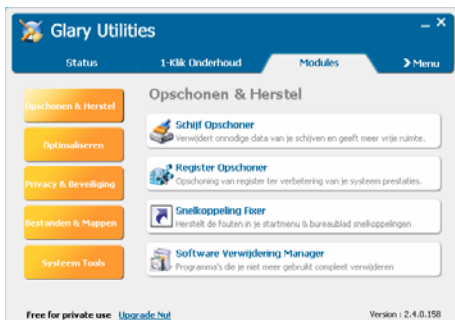 Glary Utilities
Status 1-Klik Onderhoud Modules Menu
Opschonen & Herstel
Optimaliseren
Privacy & Beveiliging
Bestanden & Mappen
Systeem Tools
Opschonen & Herstel
Schijf Opschoner
Verwijdert onnodige data van je schijven en geeft meer vrije ruimte.
Register Opschoner
Opschoning van register ter verbetering van je systeem prestaties.
Snelkoppeling Fixer
Herstelt de fouten in je startmenu & bureaublad snelkoppelingen
Software Verwijdering Manager
Programma's die je niet meer gebruikt compleet verwijderen
Free for private use Upgrade Nu! Version : 2.4.0.158